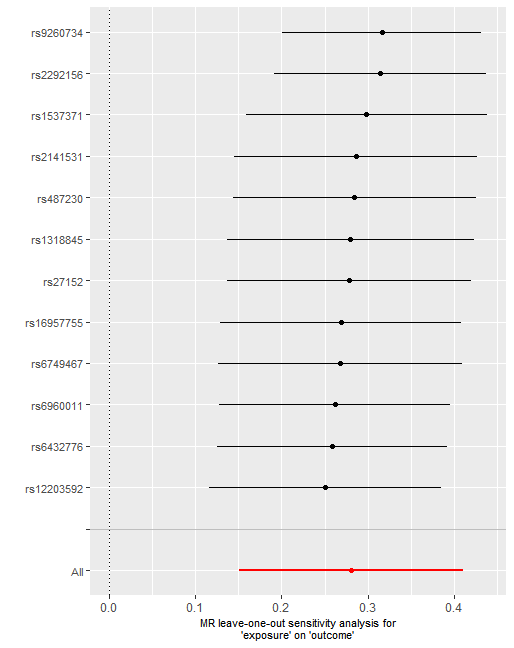 rs9260734
rs2292156
rs1537371
rs2141531
rs487230
rs1318845
rs27152
rs16957755
rs6749467
rs6960011
rs6432776
rs12203592
All
0.0 0.1 0.2 0.3 0.4
MR leave-one-out sensitivity analysis for
'exposure' on 'outcome'